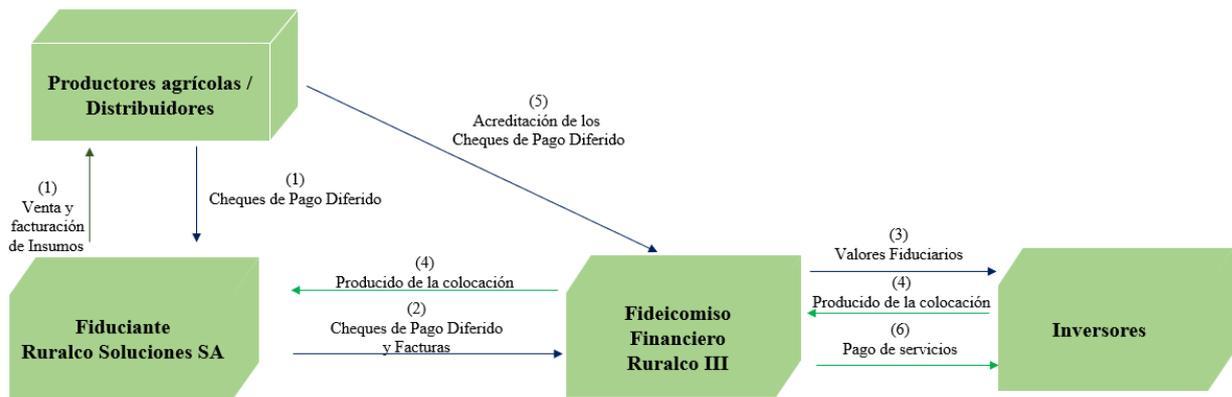 Productores agrícolas /
Distribuidores
(5)
Acreditación de los
Cheques de Pago Diferido
(1)
Venta y
facturación
de Insumos
(1)
Cheques de Pago Diferido
(3)
Valores Fiduciarios
(4)
Producido de la colocación
(4)
Producido de la colocación
(2)
Cheques de Pago Diferido
y Facturas
(6)
Pago de servicios
Fiduciante
Ruralco Soluciones SA
Fideicomiso
Financiero
Ruralco III
Inversores